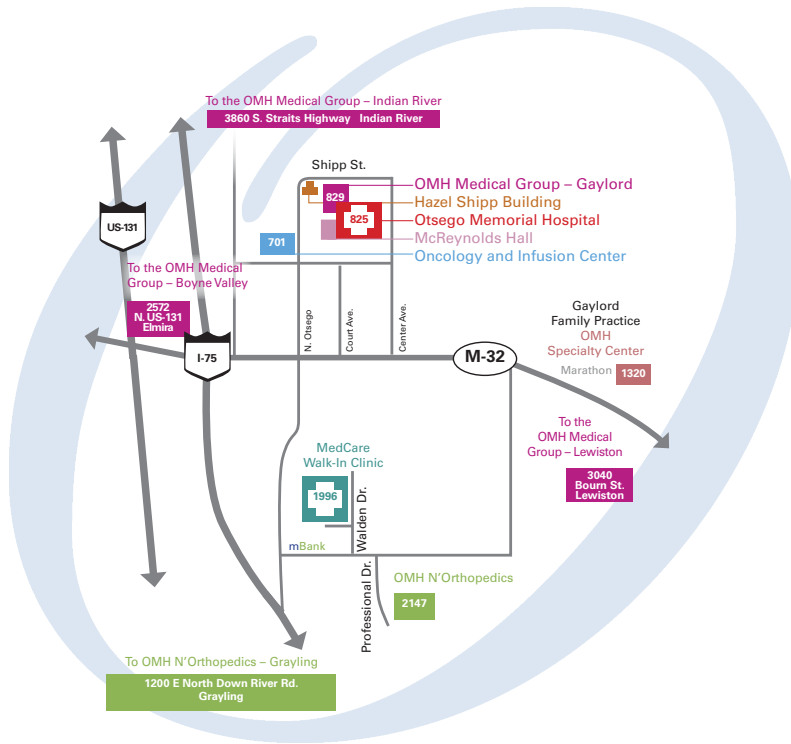 To the OMH Medical Group – Indian River
3860 S. Straits Highway   Indian River
Shipp St.
829
825
701
OMH Medical Group – Gaylord
Hazel Shipp Building
Otsego Memorial Hospital
McReynolds Hall
Oncology and Infusion Center
US-131
To the OMH Medical
Group – Boyne Valley
2572
N. US-131
Elmira
I-75
N. Otsego
Court Ave.
Center Ave.
M-32
Gaylord
Family Practice
OMH
Specialty Center
Marathon
1320
To the
OMH Medical
Group – Lewiston
3040
Bourn St.
Lewiston
MedCare
Walk-In Clinic
1996
Walden Dr.
mBank
Professional Dr.
OMH N'Orthopedics
2147
To OMH N'Orthopedics – Grayling
1200 E North Down River Rd.
Grayling